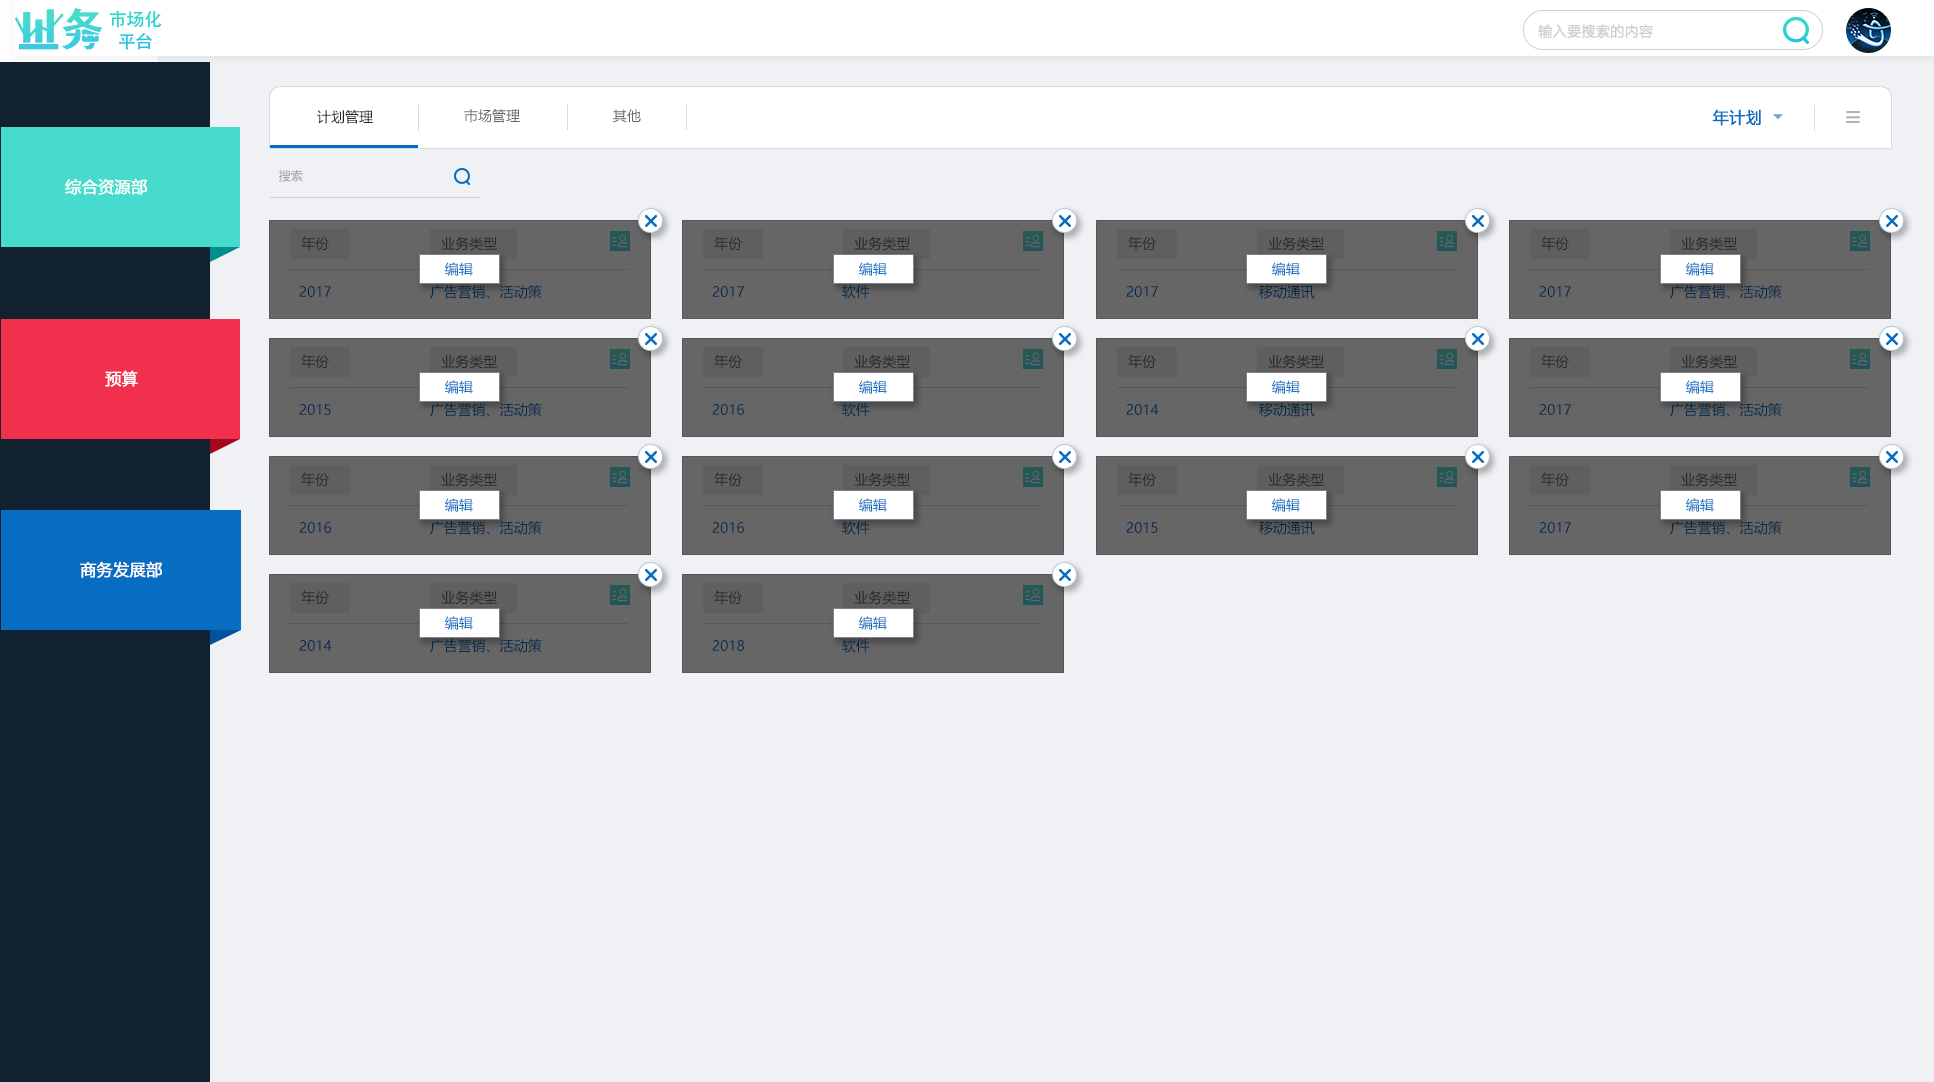 业务 市场化
平台
输入要搜索的内容
综合资源部
预算
商务发展部
计划管理 市场管理 其他 年计划
搜索
年份 业务类型 年份 业务类型 年份 业务类型 年份 业务类型
编辑 编辑 编辑 编辑
2017 广告营销、活动策 2017 软件 2017 移动通讯 2017 广告营销、活动策
年份 业务类型 年份 业务类型 年份 业务类型 年份 业务类型
编辑 编辑 编辑 编辑
2015 广告营销、活动策 2016 软件 2014 移动通讯 2017 广告营销、活动策
年份 业务类型 年份 业务类型 年份 业务类型 年份 业务类型
编辑 编辑 编辑 编辑
2016 广告营销、活动策 2016 软件 2015 移动通讯 2017 广告营销、活动策
年份 业务类型 年份 业务类型
编辑 编辑
2014 广告营销、活动策 2018 软件